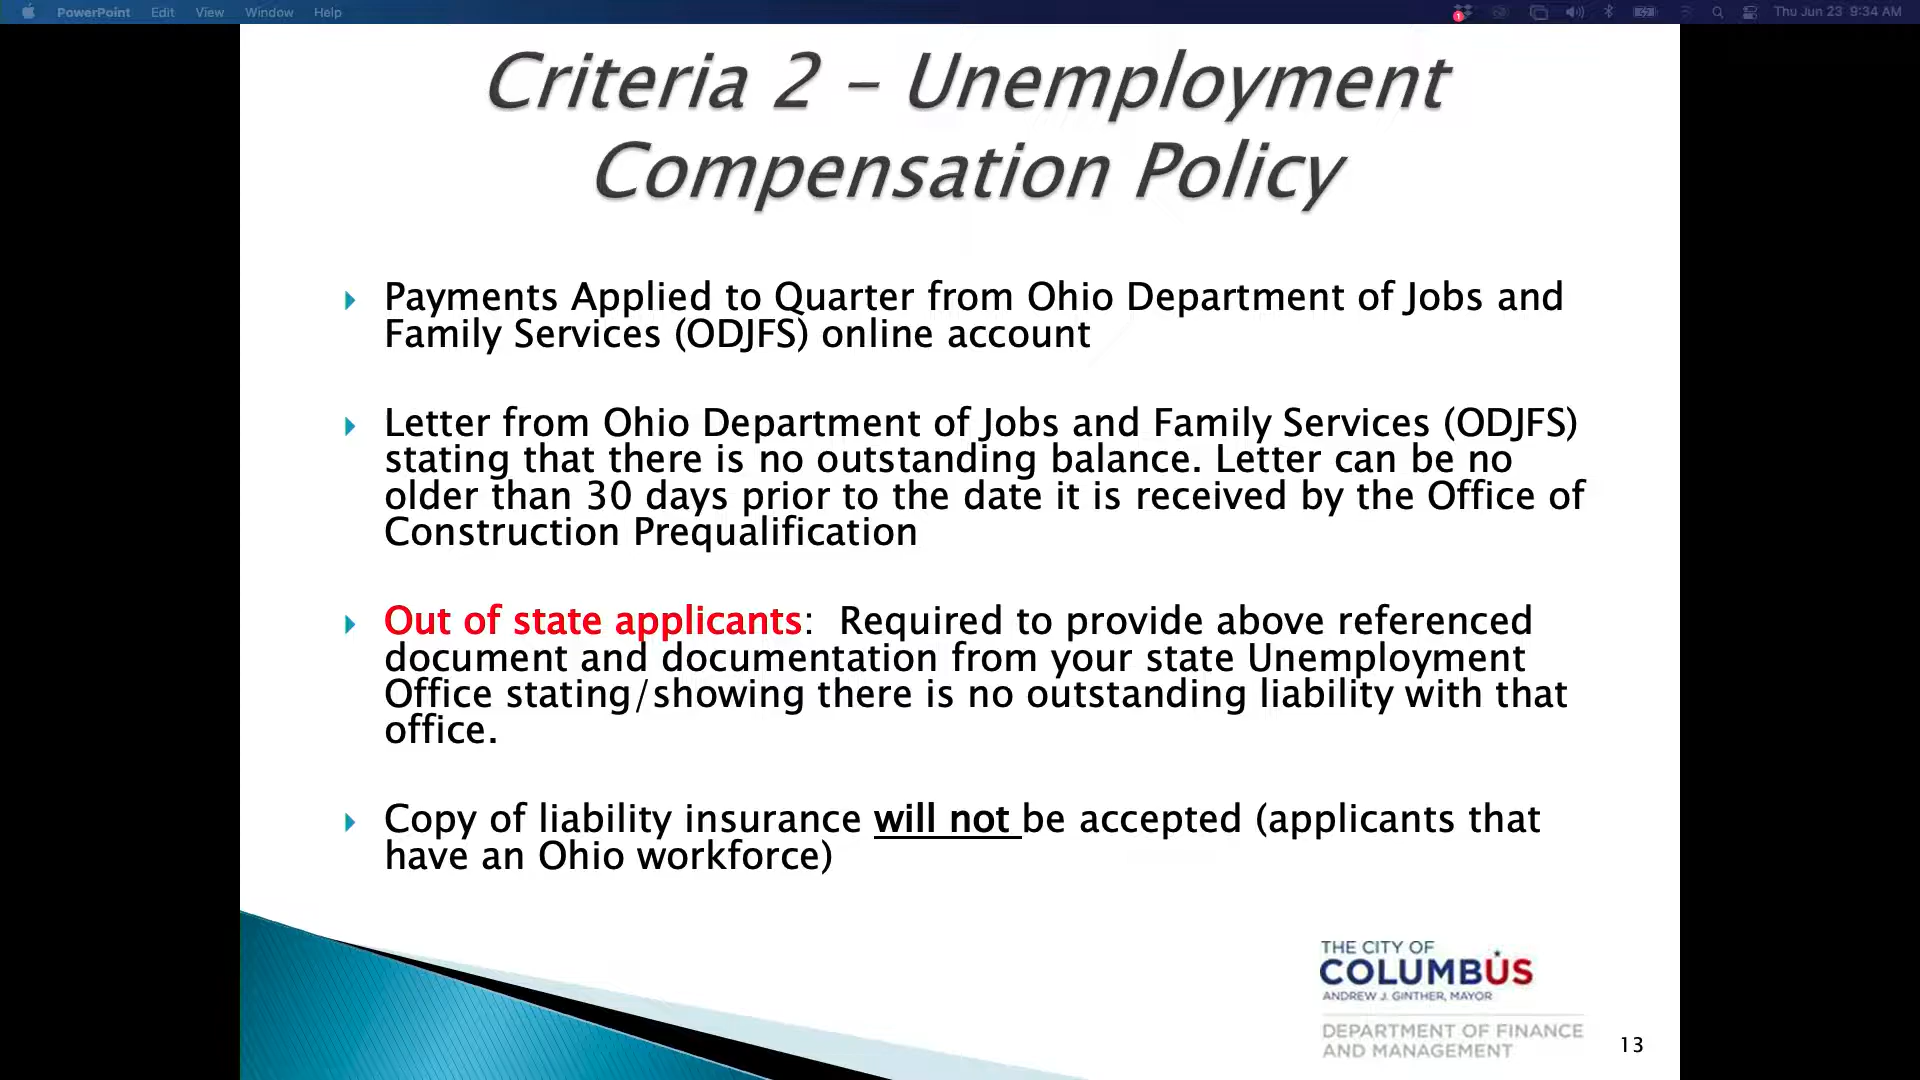 PowerPoint Edit View Window Help
1
Thu Jun 23 9:34 AM
Criteria 2 – Unemployment
Compensation Policy
Payments Applied to Quarter from Ohio Department of Jobs and
Family Services (ODJFS) online account
Letter from Ohio Department of Jobs and Family Services (ODJFS)
stating that there is no outstanding balance. Letter can be no
older than 30 days prior to the date it is received by the Office of
Construction Prequalification
Out of state applicants: Required to provide above referenced
document and documentation from your state Unemployment
Office stating/showing there is no outstanding liability with that
office.
Copy of liability insurance will not be accepted (applicants that
have an Ohio workforce)
THE CITY OF
COLUMBUS
ANDREW J. GINTHER, MAYOR
DEPARTMENT OF FINANCE
AND MANAGEMENT
13